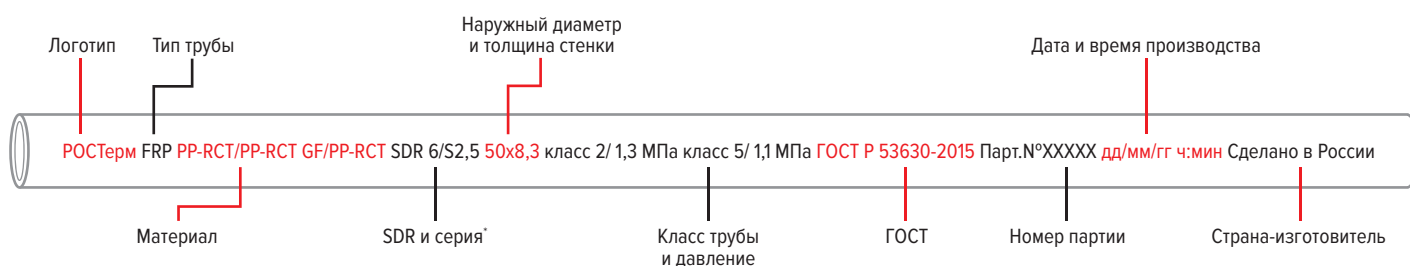 Наружный диаметр
и толщина стенки
Логотип
Тип трубы
Дата и время производства
РОСТерм FRP PP-RCT/PP-RCT GF/PP-RCT SDR 6/S2,5 50x8,3 класс 2/ 1,3 МПа класс 5/ 1,1 МПа ГОСТ Р 53630-2015 Парт.№XXXXX дд/мм/гг ч:мин Сделано в России
Материал
SDR и серия*
Класс трубы
и давление
ГОСТ
Номер партии
Страна-изготовитель